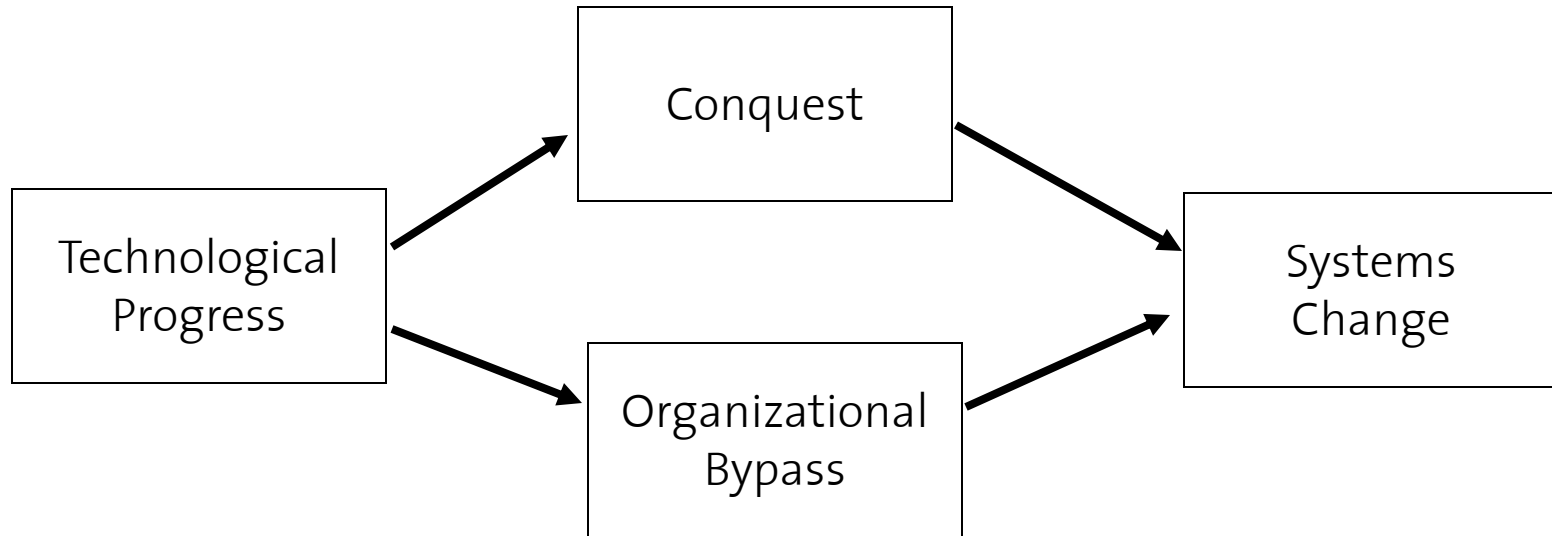 Conquest
Technological
Progress
Organizational
Bypass
Systems
Change